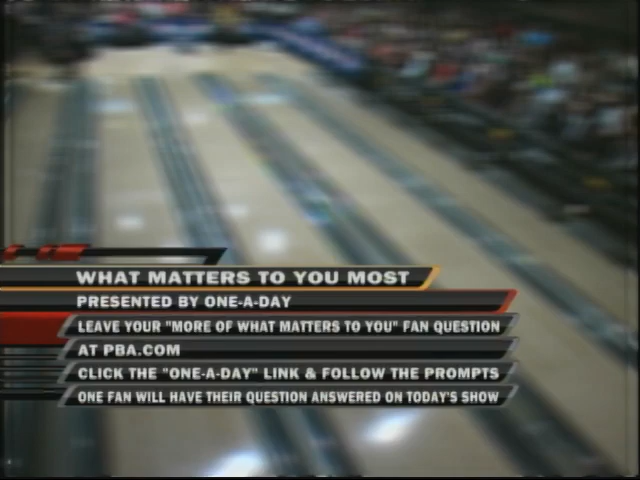 WHAT MATTERS TO YOU MOST
PRESENTED BY ONE-A-DAY
LEAVE YOUR "MORE OF WHAT MATTERS TO YOU" FAN QUESTION
AT PBA.COM
CLICK THE "ONE-A-DAY" LINK & FOLLOW THE PROMPTS
ONE FAN WILL HAVE THEIR QUESTION ANSWERED ON TODAY'S SHOW